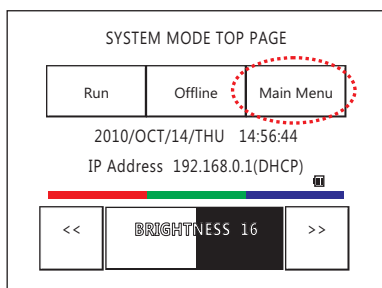 SYSTEM MODE TOP PAGE
Run Offline Main Menu
2010/OCT/14/THU 14:56:44
IP Address 192.168.0.1(DHCP)
<< BRIGHTNESS 16 >>